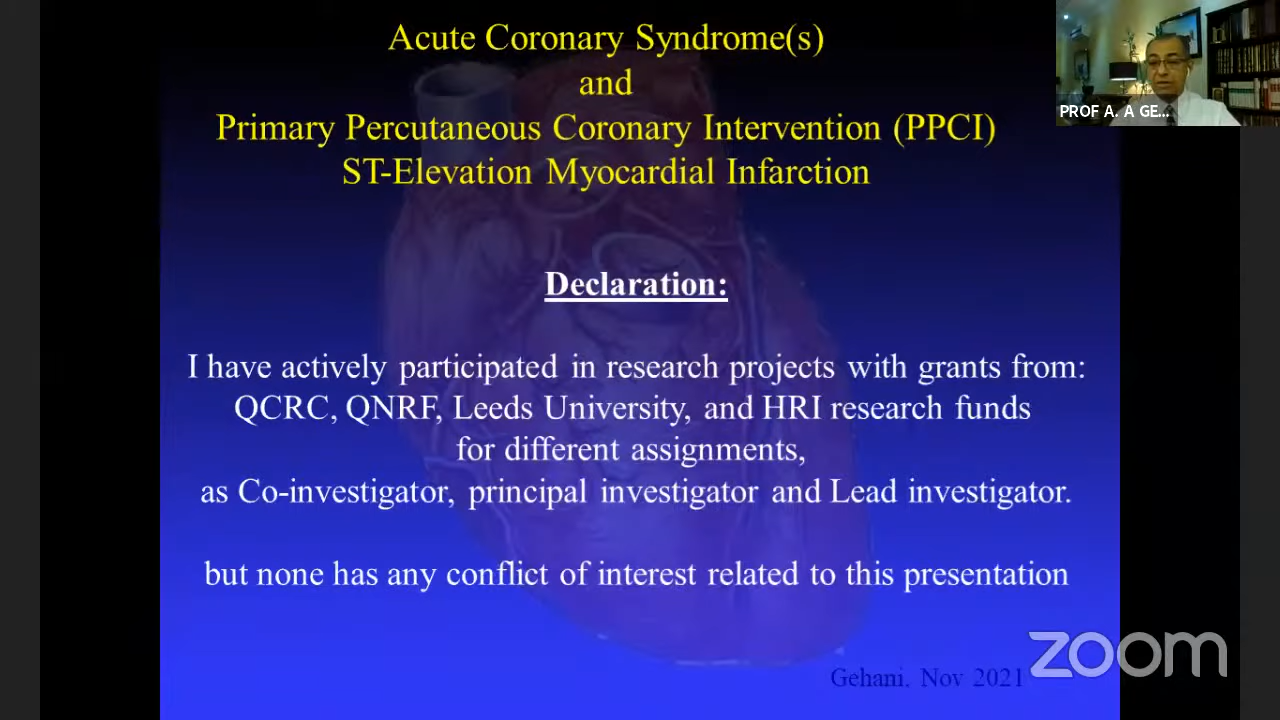 Acute Coronary Syndrome(s)
and
Primary Percutaneous Coronary Intervention (PPCI)
ST-Elevation Myocardial Infarction
PROF A. A GE...
Declaration:
I have actively participated in research projects with grants from:
QCRC, QNRF, Leeds University, and HRI research funds
for different assignments,
as Co-investigator, principal investigator and Lead investigator.
but none has any conflict of interest related to this presentation
zoom
Gehani, Nov 2021